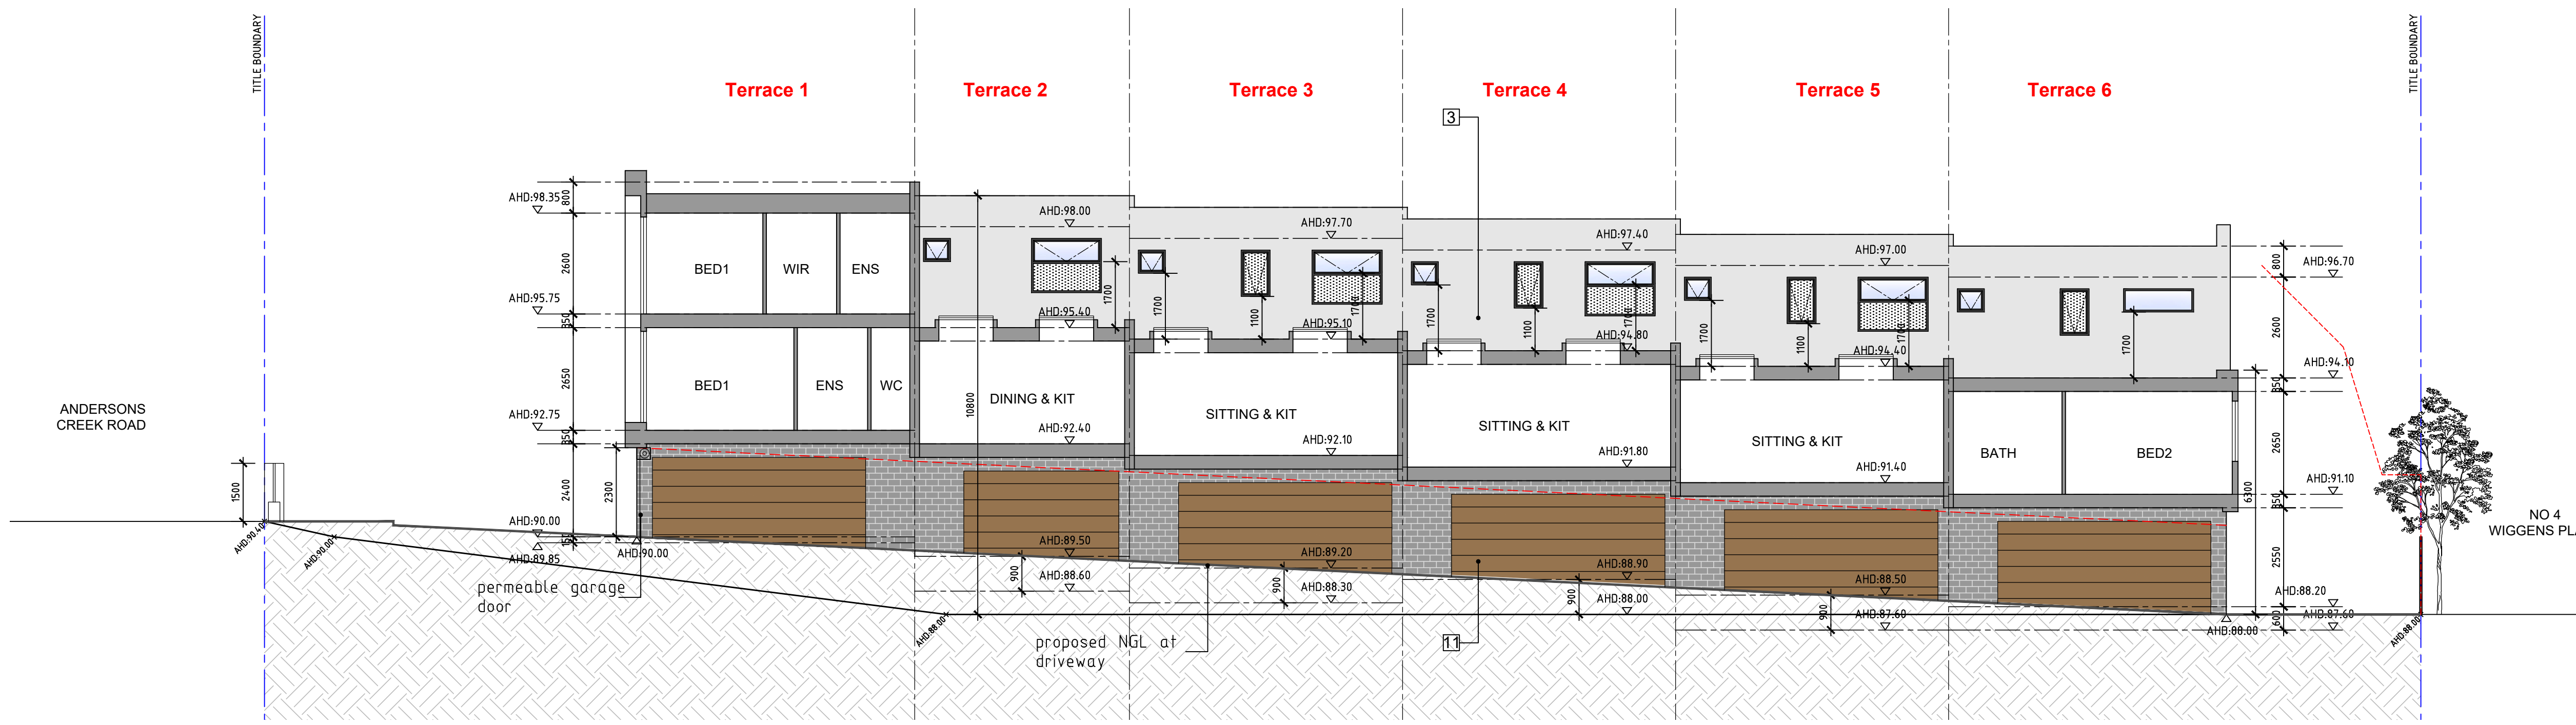 TITLE BOUNDARY
TITLE BOUNDARY
Terrace 1
Terrace 2
Terrace 3
Terrace 4
Terrace 5
Terrace 6
3
AHD:98.35
800
2600
AHD:95.75
350
2650
AHD:92.75
350
2400
2300
AHD:90.00
150
AHD:89.85
AHD:90.00
BED1
WIR
ENS
BED1
ENS
WC
ANDERSONS
CREEK ROAD
1500
AHD:90.40
AHD:90.00
permeable garage
door
AHD:98.00
1700
AHD:95.40
DINING & KIT
10800
AHD:92.40
AHD:89.50
900
AHD:88.60
AHD:88.00
AHD:97.70
1700
1100
1700
AHD:95.10
SITTING & KIT
AHD:92.10
AHD:89.20
900
AHD:88.30
proposed NGL at
driveway
AHD:97.40
1700
1100
1700
AHD:94.80
SITTING & KIT
AHD:91.80
AHD:88.90
900
AHD:88.00
11
AHD:97.00
1700
1100
1700
AHD:94.40
SITTING & KIT
AHD:91.40
AHD:88.50
900
AHD:87.60
1700
BATH
BED2
6300
800
AHD:96.70
2600
AHD:94.10
350
2650
AHD:91.10
350
2550
AHD:88.20
600
AHD:87.60
AHD:88.00
AHD:88.00
NO 4
WIGGENS PLA